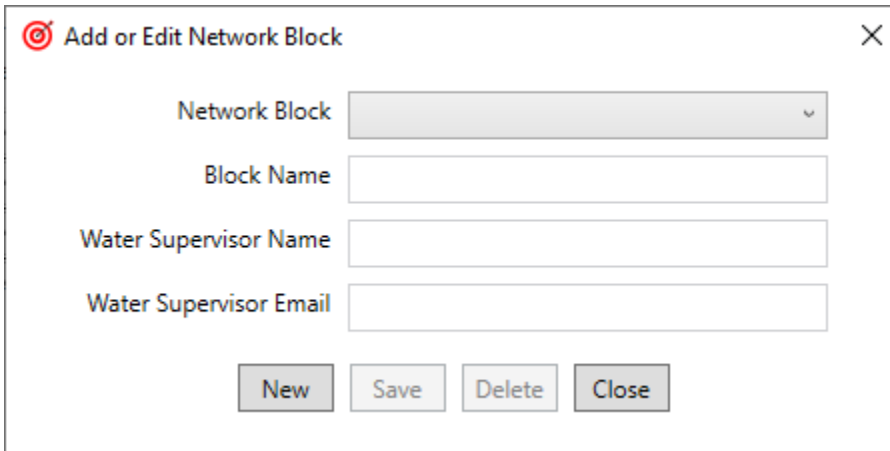 Add or Edit Network Block
Network Block
Block Name
Water Supervisor Name
Water Supervisor Email
New Save Delete Close